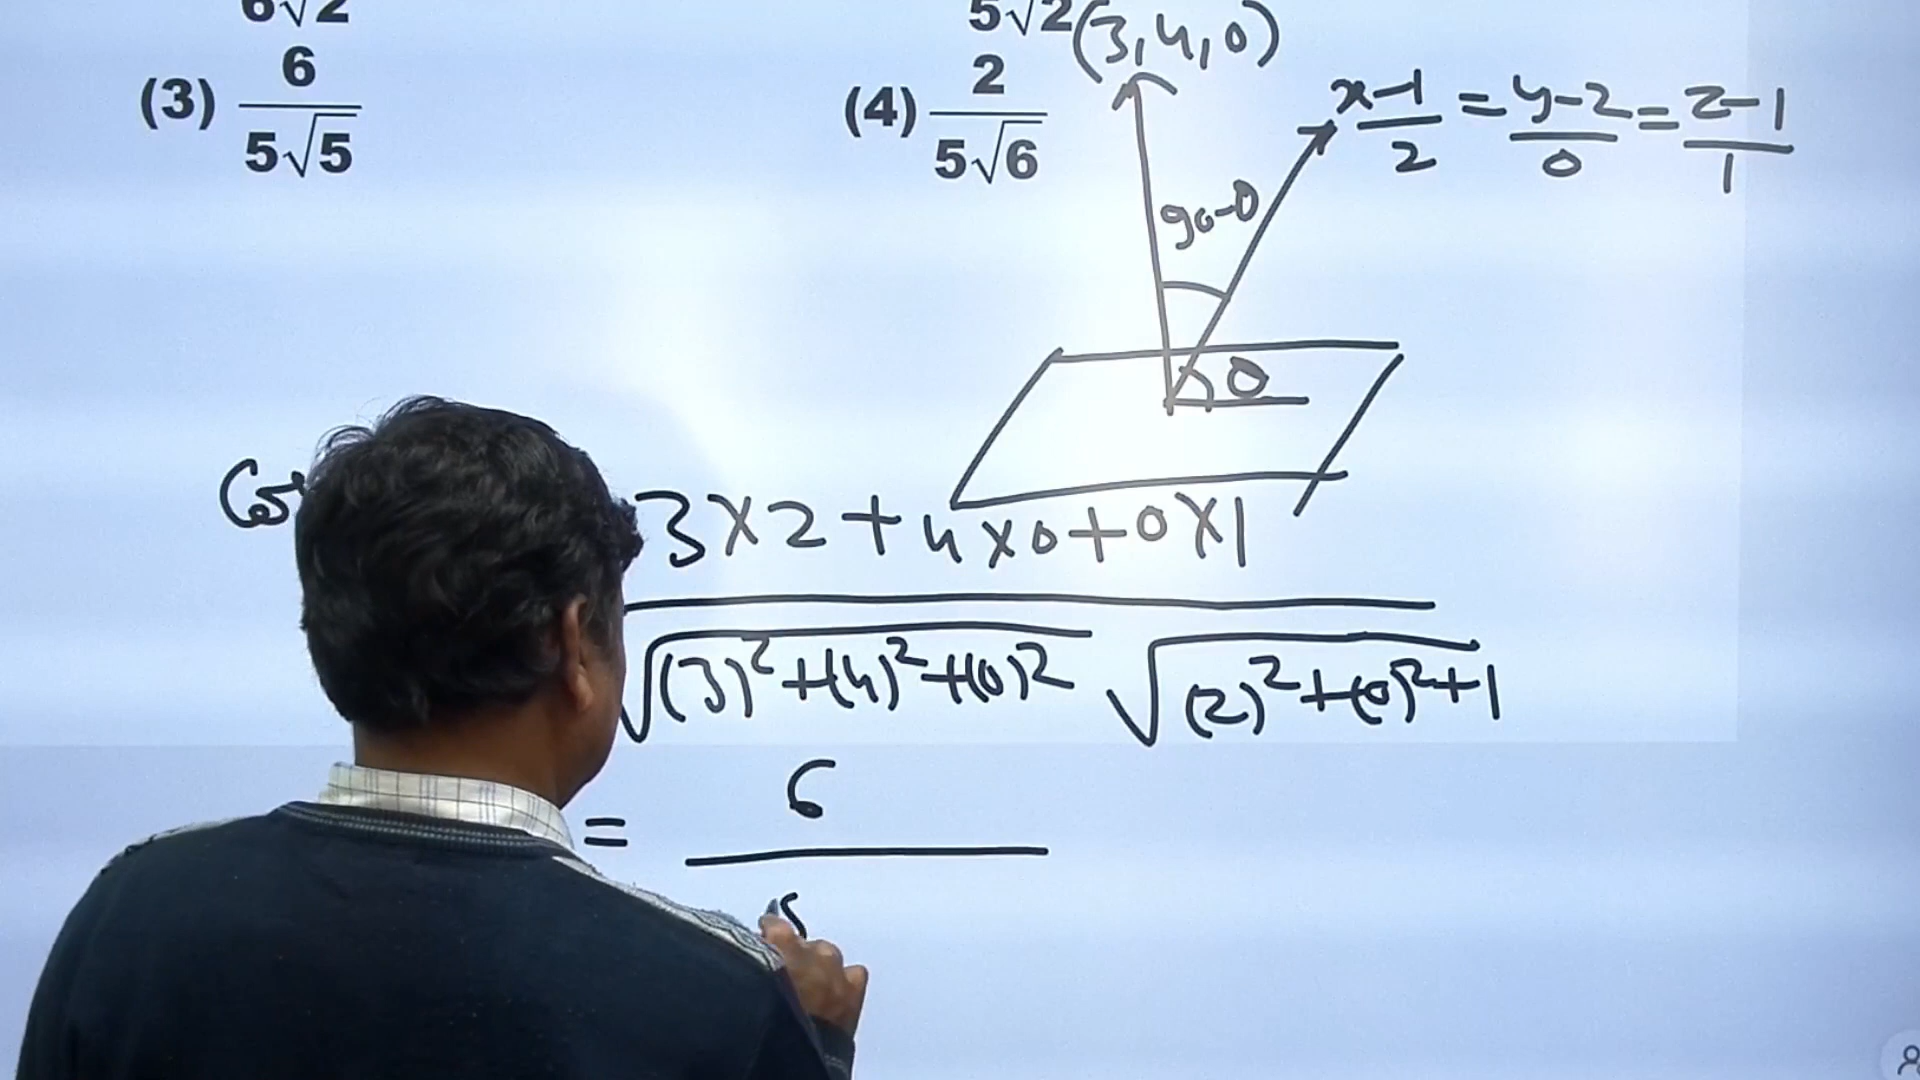 6√2
5√2
(3, 4, 0)
(3) 6/(5√5)
(4) 2/(5√6)
(x-1)/2 = (y-2)/0 = (z-1)/1
90-θ
θ
Cos
3×2+4×0+0×1
√((3)²+(4)²+(0)²) √((2)²+(0)²+1
= 6
5